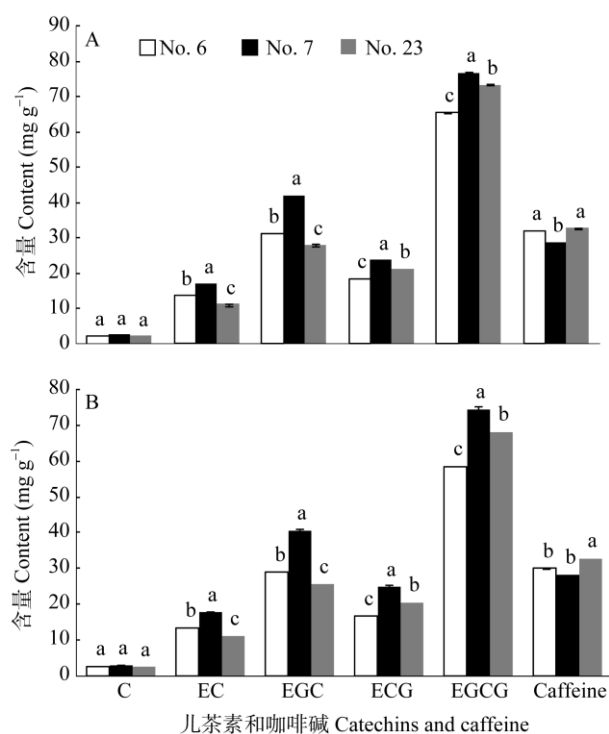 A
No. 6 No. 7 No. 23
含量 Content (mg g⁻¹)
90
80
70
60
50
40
30
20
10
0
a a a
b a c
b a c
c a b
c a b
a b a
B
含量 Content (mg g⁻¹)
80
70
60
50
40
30
20
10
0
a a a
b a c
b a c
c a b
c a b
b b a
C EC EGC ECG EGCG Caffeine
儿茶素和咖啡碱 Catechins and caffeine